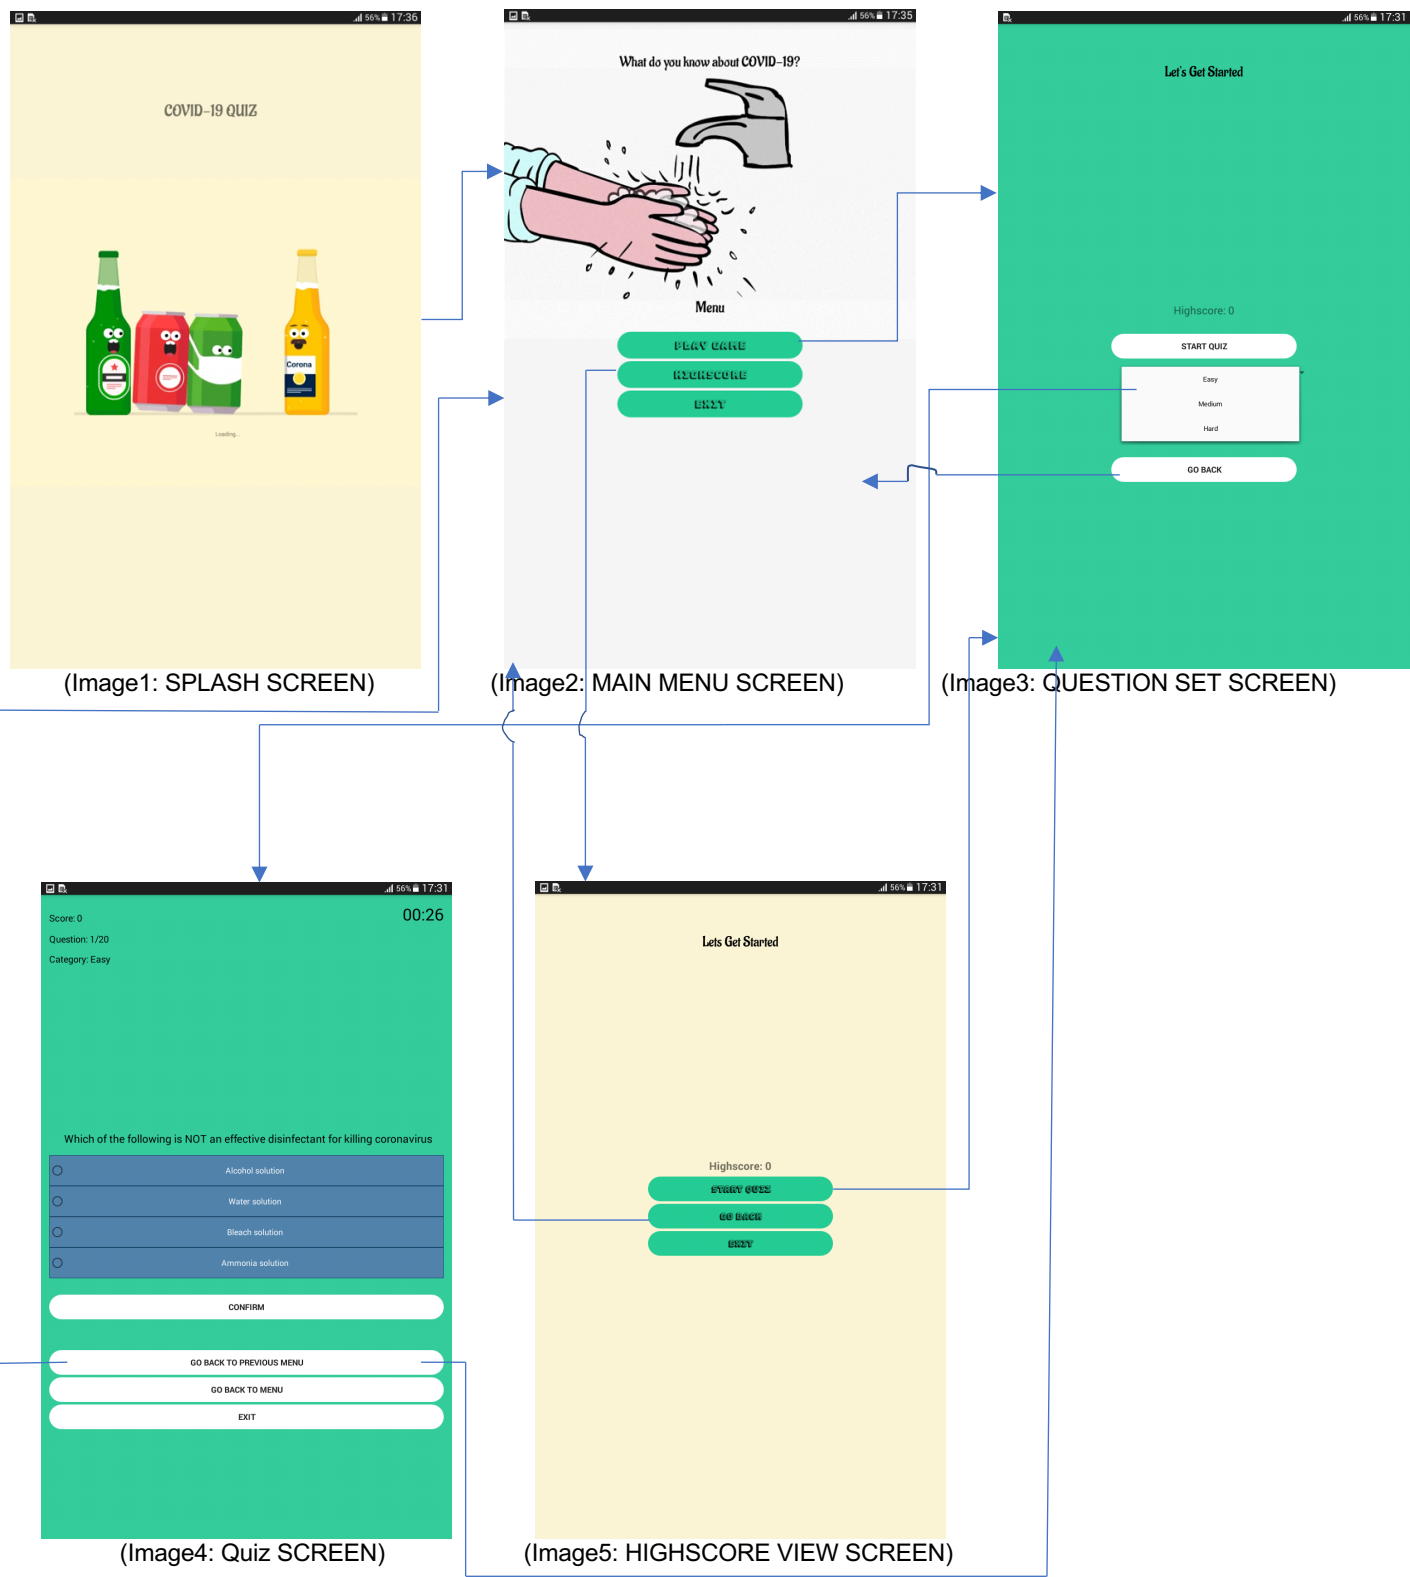 56% 17:36
COVID-19 QUIZ
Corona
Loading...
(Image1: SPLASH SCREEN)
56% 17:35
What do you know about COVID-19?
Menu
PLAY GAME
HIGHSCORE
EXIT
(Image2: MAIN MENU SCREEN)
56% 17:31
Let's Get Started
Highscore: 0
START QUIZ
Easy
Medium
Hard
GO BACK
(Image3: QUESTION SET SCREEN)
56% 17:31
Score: 0
00:26
Question: 1/20
Category: Easy
Which of the following is NOT an effective disinfectant for killing coronavirus
Alcohol solution
Water solution
Bleach solution
Ammonia solution
CONFIRM
GO BACK TO PREVIOUS MENU
GO BACK TO MENU
EXIT
(Image4: Quiz SCREEN)
56% 17:31
Lets Get Started
Highscore: 0
START QUIZ
GO BACK
EXIT
(Image5: HIGHSCORE VIEW SCREEN)